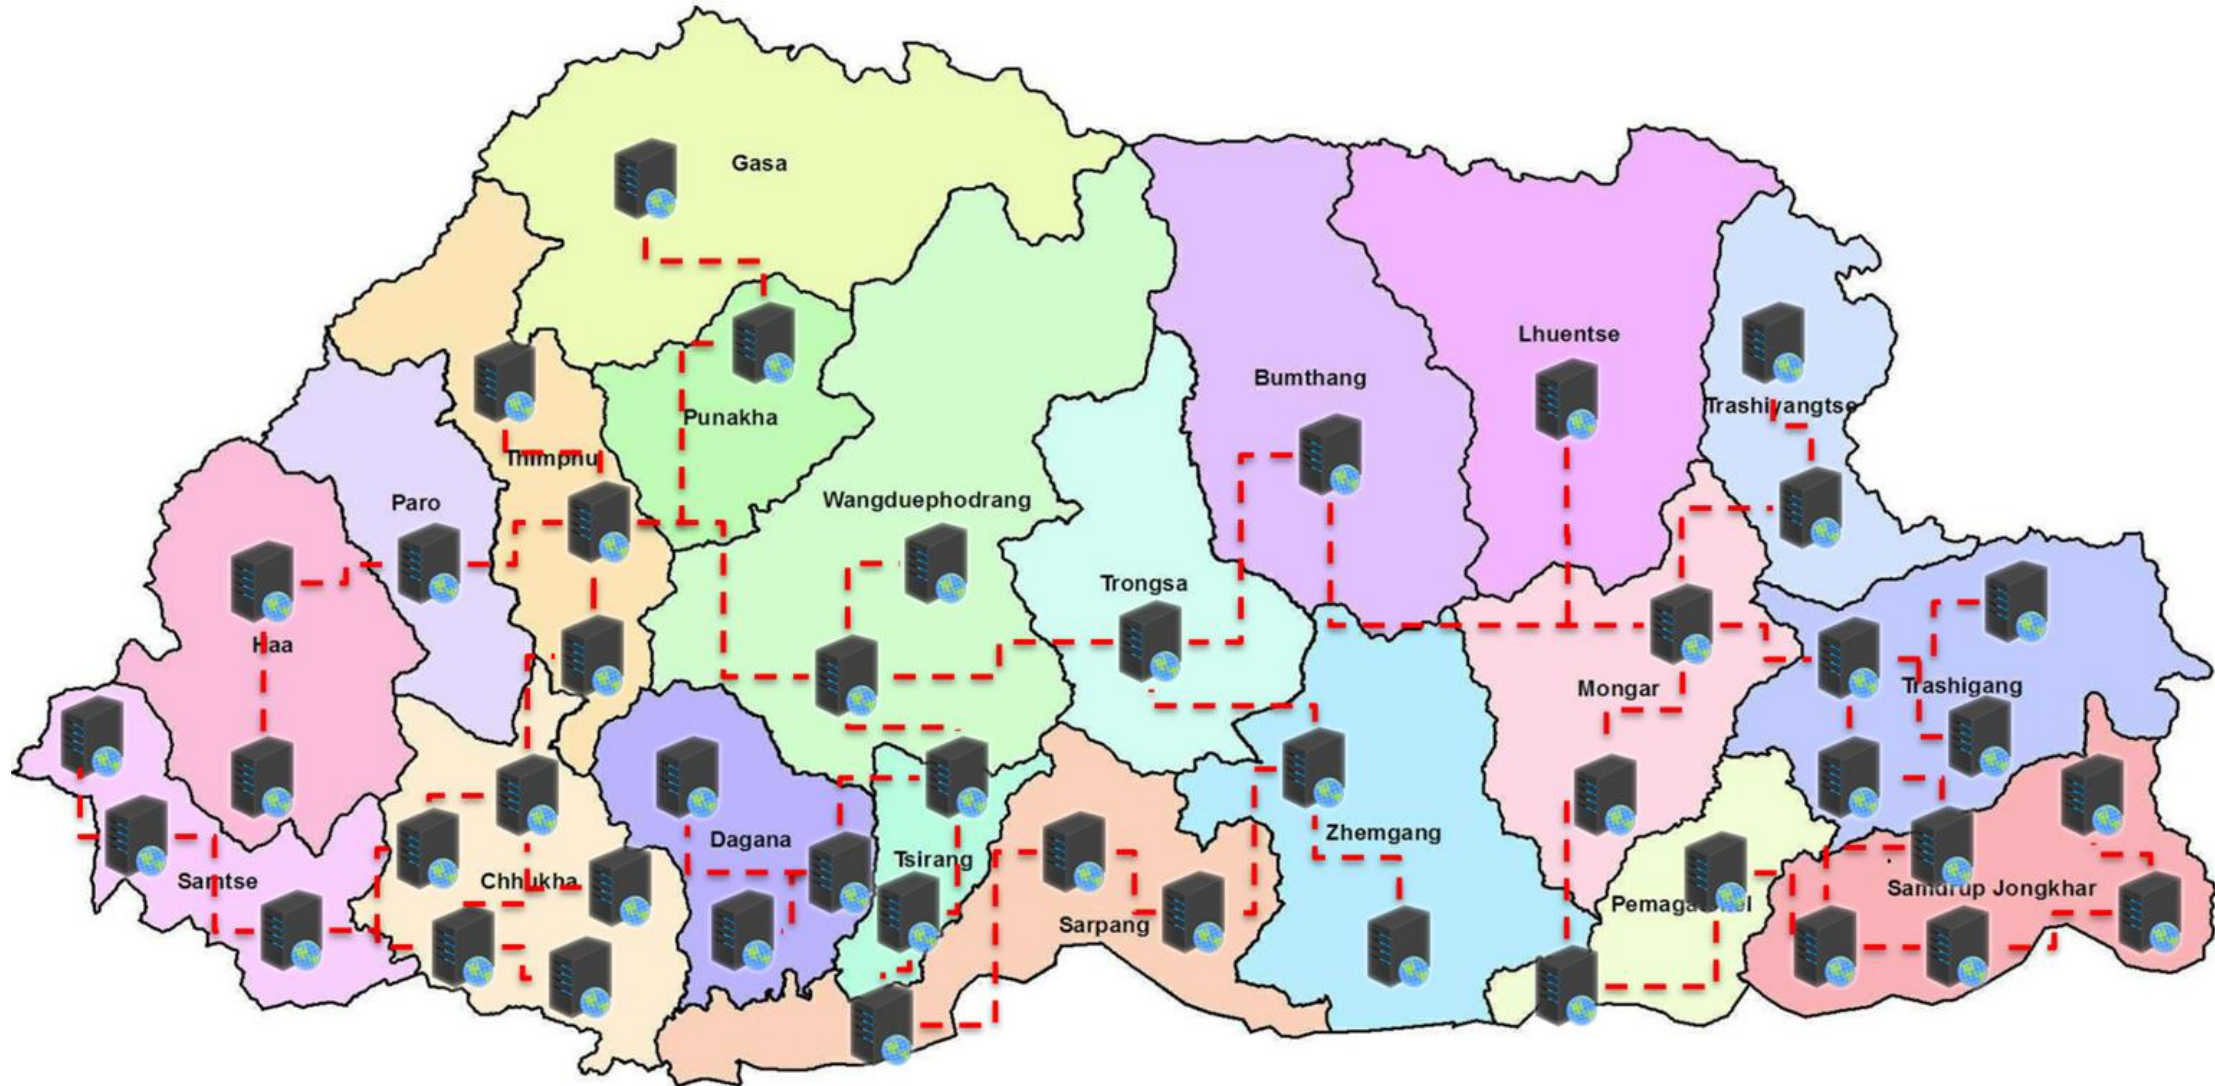 Gasa
Lhuentse
Bumthang
Trashiyangtse
Punakha
Thimphu
Paro
Wangduephodrang
Trongsa
Haa
Mongar
Trashigang
Zhemgang
Dagana
Tsirang
Samtse
Chhukha
Samdrup Jongkhar
Sarpang